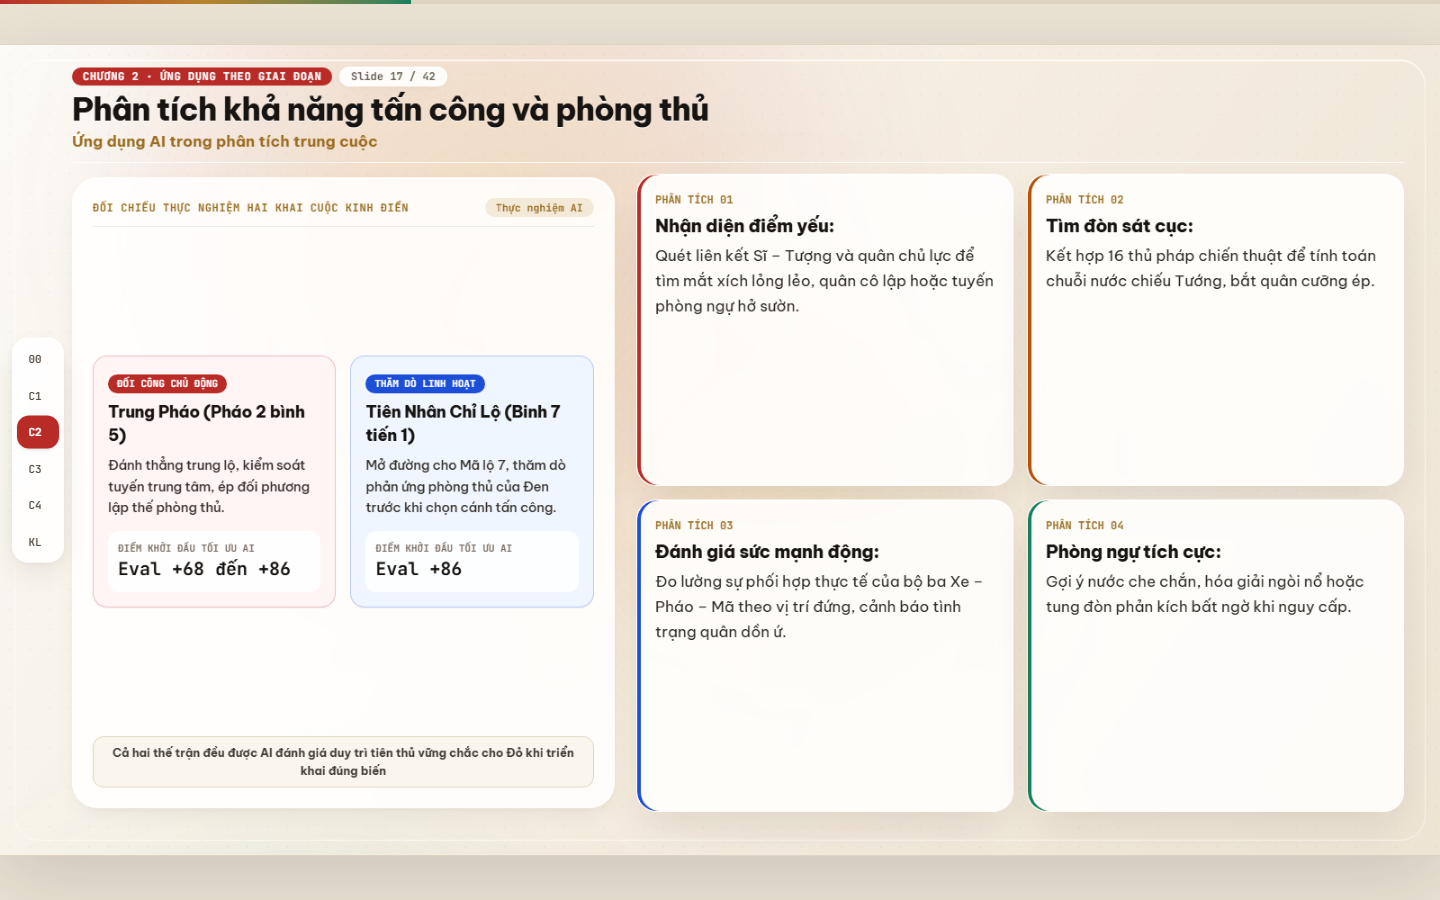 CHƯƠNG 2 · ỨNG DỤNG THEO GIAI ĐOẠN
Slide 17 / 42
Phân tích khả năng tấn công và phòng thủ
Ứng dụng AI trong phân tích trung cuộc
ĐỐI CHIẾU THỰC NGHIỆM HAI KHAI CUỘC KINH ĐIỂN
Thực nghiệm AI
ĐỐI CÔNG CHỦ ĐỘNG
Trung Pháo (Pháo 2 bình
5)
Đánh thẳng trung lộ, kiểm soát
tuyến trung tâm, ép đối phương
lập thế phòng thủ.
ĐIỂM KHỞI ĐẦU TỐI ƯU AI
Eval +68 đến +86
THĂM DÒ LINH HOẠT
Tiên Nhân Chỉ Lộ (Binh 7
tiến 1)
Mở đường cho Mã lộ 7, thăm dò
phản ứng phòng thủ của Đen
trước khi chọn cánh tấn công.
ĐIỂM KHỞI ĐẦU TỐI ƯU AI
Eval +86
Cả hai thế trận đều được AI đánh giá duy trì tiên thủ vững chắc cho Đỏ khi triển
khai đúng biến
PHÂN TÍCH 01
Nhận diện điểm yếu:
Quét liên kết Sĩ – Tượng và quân chủ lực để
tìm mắt xích lỏng lẻo, quân cô lập hoặc tuyến
phòng ngự hở sườn.
PHÂN TÍCH 02
Tìm đòn sát cục:
Kết hợp 16 thủ pháp chiến thuật để tính toán
chuỗi nước chiếu Tướng, bắt quân cưỡng ép.
PHÂN TÍCH 03
Đánh giá sức mạnh động:
Đo lường sự phối hợp thực tế của bộ ba Xe –
Pháo – Mã theo vị trí đứng, cảnh báo tình
trạng quân dồn ứ.
PHÂN TÍCH 04
Phòng ngự tích cực:
Gợi ý nước che chắn, hóa giải ngòi nổ hoặc
tung đòn phản kích bất ngờ khi nguy cấp.
00
C1
C2
C3
C4
KL